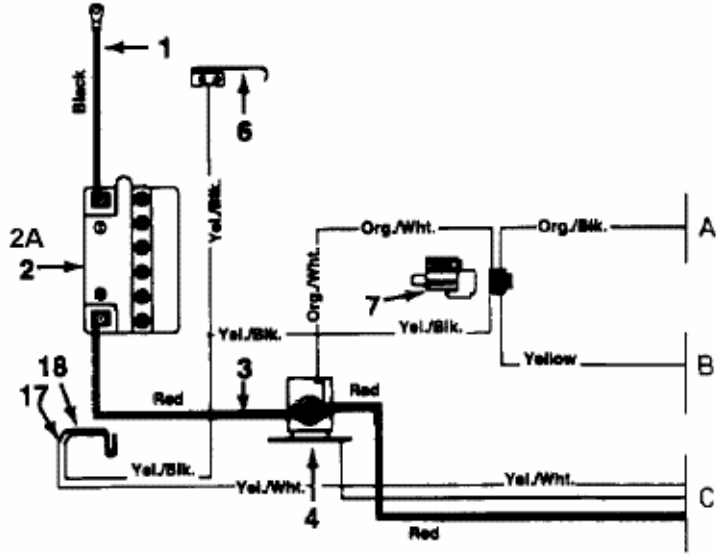 1
Black
6
Yel/Blk.
2A
2
Org./Wht.
Org./Wht.
Org./Blk.
A
7
Yel./Blk.
Yel./Blk.
Yellow
B
18
17
3
Red
Red
Yel./Blk.
Yel./Wht.
Yel./Wht.
4
C
Red